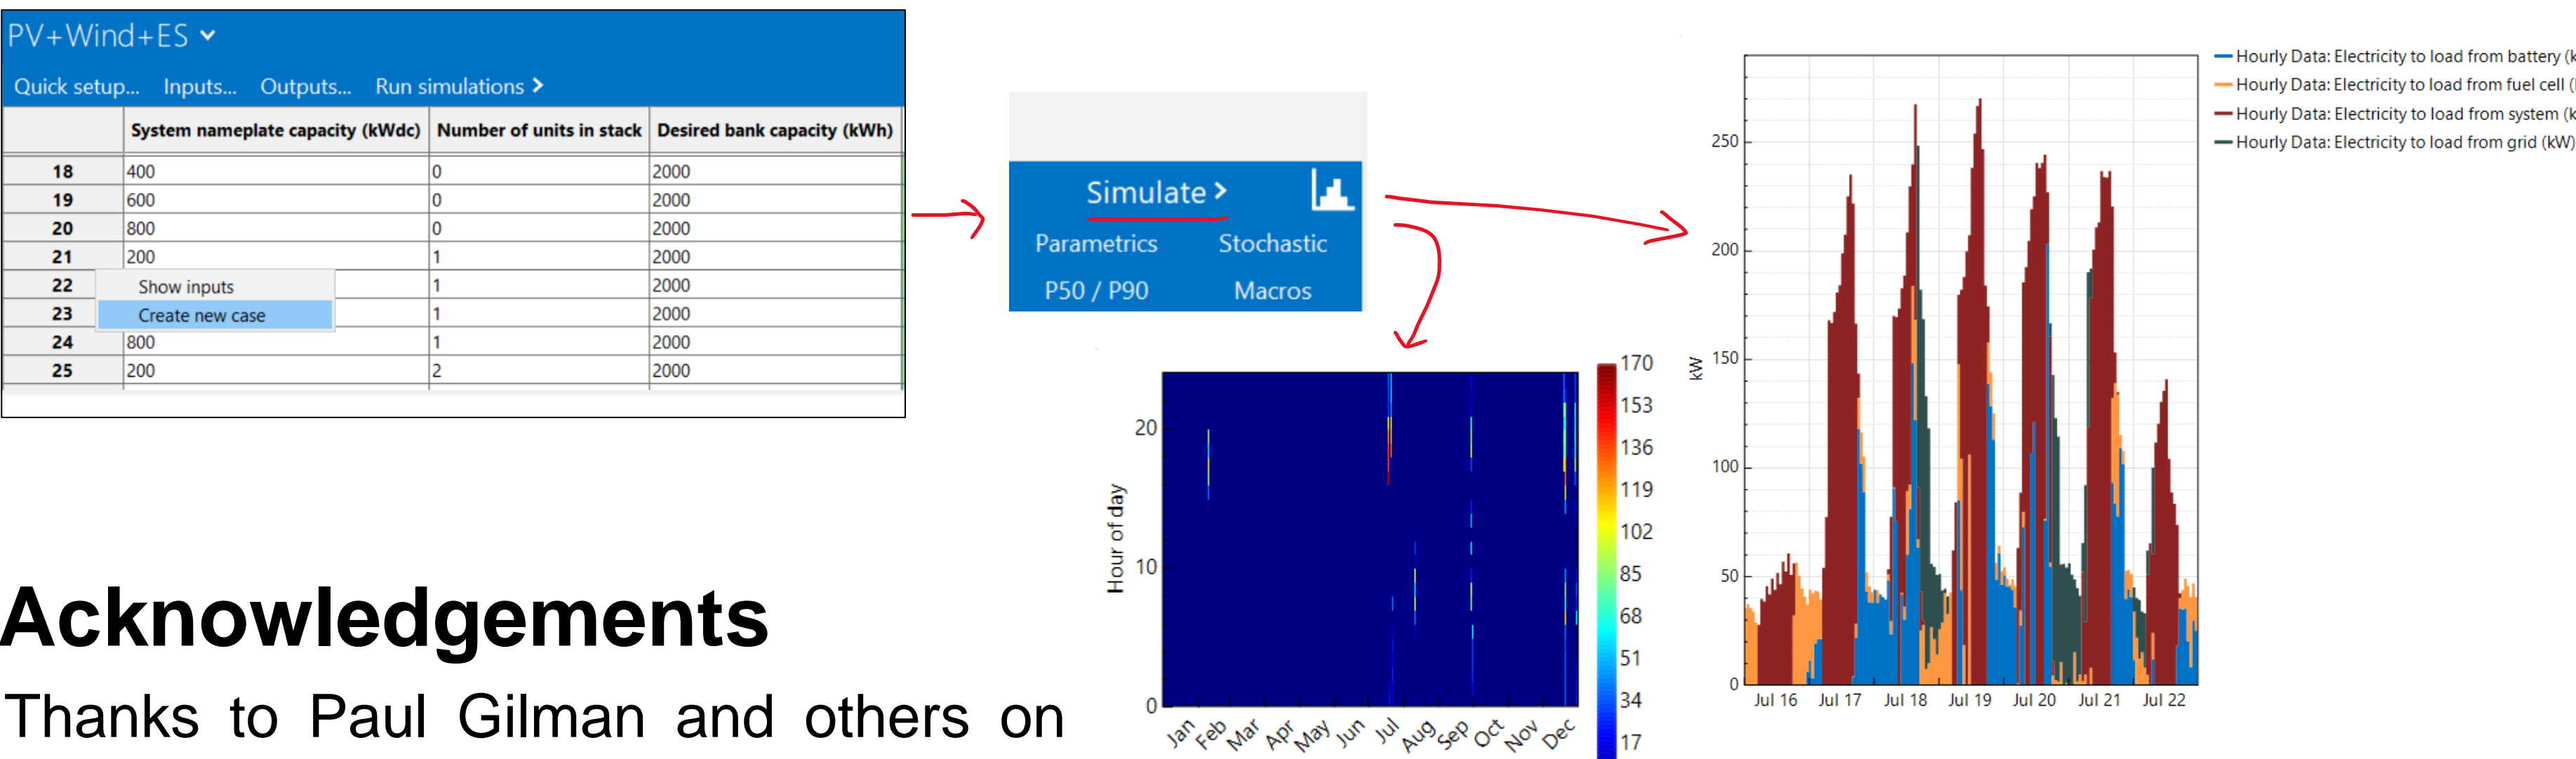 PV+Wind+ES
Quick setup... Inputs... Outputs... Run simulations >
System nameplate capacity (kWdc) Number of units in stack Desired bank capacity (kWh)
18 400 0 2000
19 600 0 2000
20 800 0 2000
21 200 1 2000
22 Show inputs 1 2000
23 Create new case 1 2000
24 800 1 2000
25 200 2 2000
Simulate >
Parametrics Stochastic
P50 / P90 Macros
Hour of day
20
10
0
Jan Feb Mar Apr May Jun Jul Aug Sep Oct Nov Dec
170
153
136
119
102
85
68
51
34
17
kW
250
200
150
100
50
0
Jul 16 Jul 17 Jul 18 Jul 19 Jul 20 Jul 21 Jul 22
Hourly Data: Electricity to load from battery (k
Hourly Data: Electricity to load from fuel cell (
Hourly Data: Electricity to load from system (k
Hourly Data: Electricity to load from grid (kW)
Acknowledgements
Thanks to Paul Gilman and others on